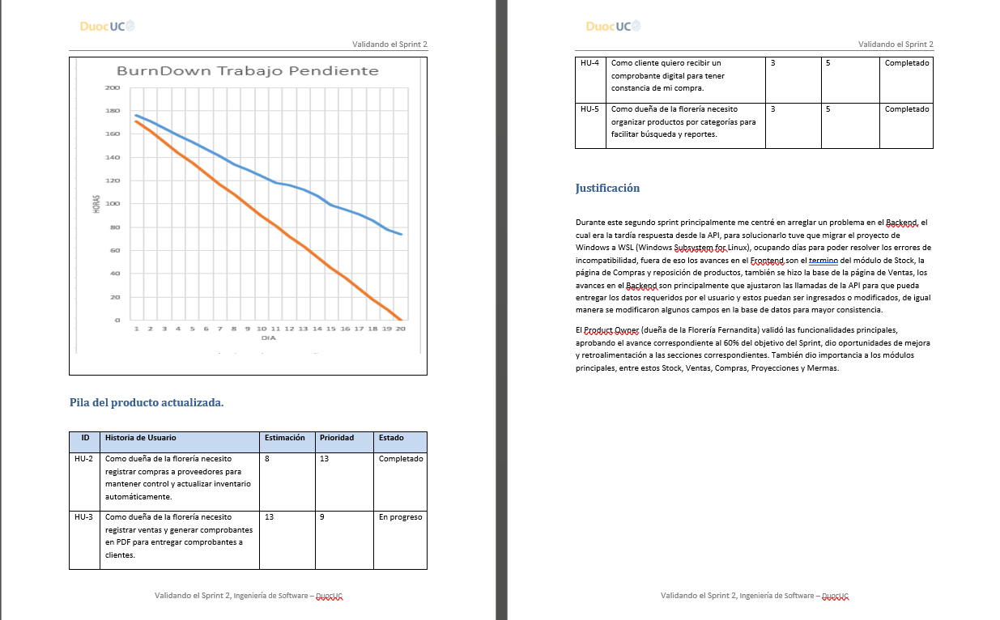 DuocUC
Validando el Sprint 2
BurnDown Trabajo Pendiente
200
180
160
140
120
100
80
60
40
20
0
HORAS
1 2 3 4 5 6 7 8 9 10 11 12 13 14 15 16 17 18 19 20
DIA
Pila del producto actualizada.
ID Historia de Usuario Estimación Prioridad Estado
HU-2 Como dueña de la florería necesito 8 13 Completado
registrar compras a proveedores para
mantener control y actualizar inventario
automáticamente.
HU-3 Como dueña de la florería necesito 13 9 En progreso
registrar ventas y generar comprobantes
en PDF para entregar comprobantes a
clientes.
Validando el Sprint 2, Ingeniería de Software – DuocUC
DuocUC
Validando el Sprint 2
HU-4 Como cliente quiero recibir un 3 5 Completado
comprobante digital para tener
constancia de mi compra.
HU-5 Como dueña de la florería necesito 3 5 Completado
organizar productos por categorías para
facilitar búsqueda y reportes.
Justificación
Durante este segundo sprint principalmente me centré en arreglar un problema en el Backend, el
cual era la tardía respuesta desde la API, para solucionarlo tuve que migrar el proyecto de
Windows a WSL (Windows Subsystem for Linux), ocupando días para poder resolver los errores de
incompatibilidad, fuera de eso los avances en el Frontend son el termino del módulo de Stock, la
página de Compras y reposición de productos, también se hizo la base de la página de Ventas, los
avances en el Backend son principalmente que ajustaron las llamadas de la API para que pueda
entregar los datos requeridos por el usuario y estos puedan ser ingresados o modificados, de igual
manera se modificaron algunos campos en la base de datos para mayor consistencia.
El Product Owner (dueña de la Florería Fernandita) validó las funcionalidades principales,
aprobando el avance correspondiente al 60% del objetivo del Sprint, dio oportunidades de mejora
y retroalimentación a las secciones correspondientes. También dio importancia a los módulos
principales, entre estos Stock, Ventas, Compras, Proyecciones y Mermas.
Validando el Sprint 2, Ingeniería de Software – DuocUC